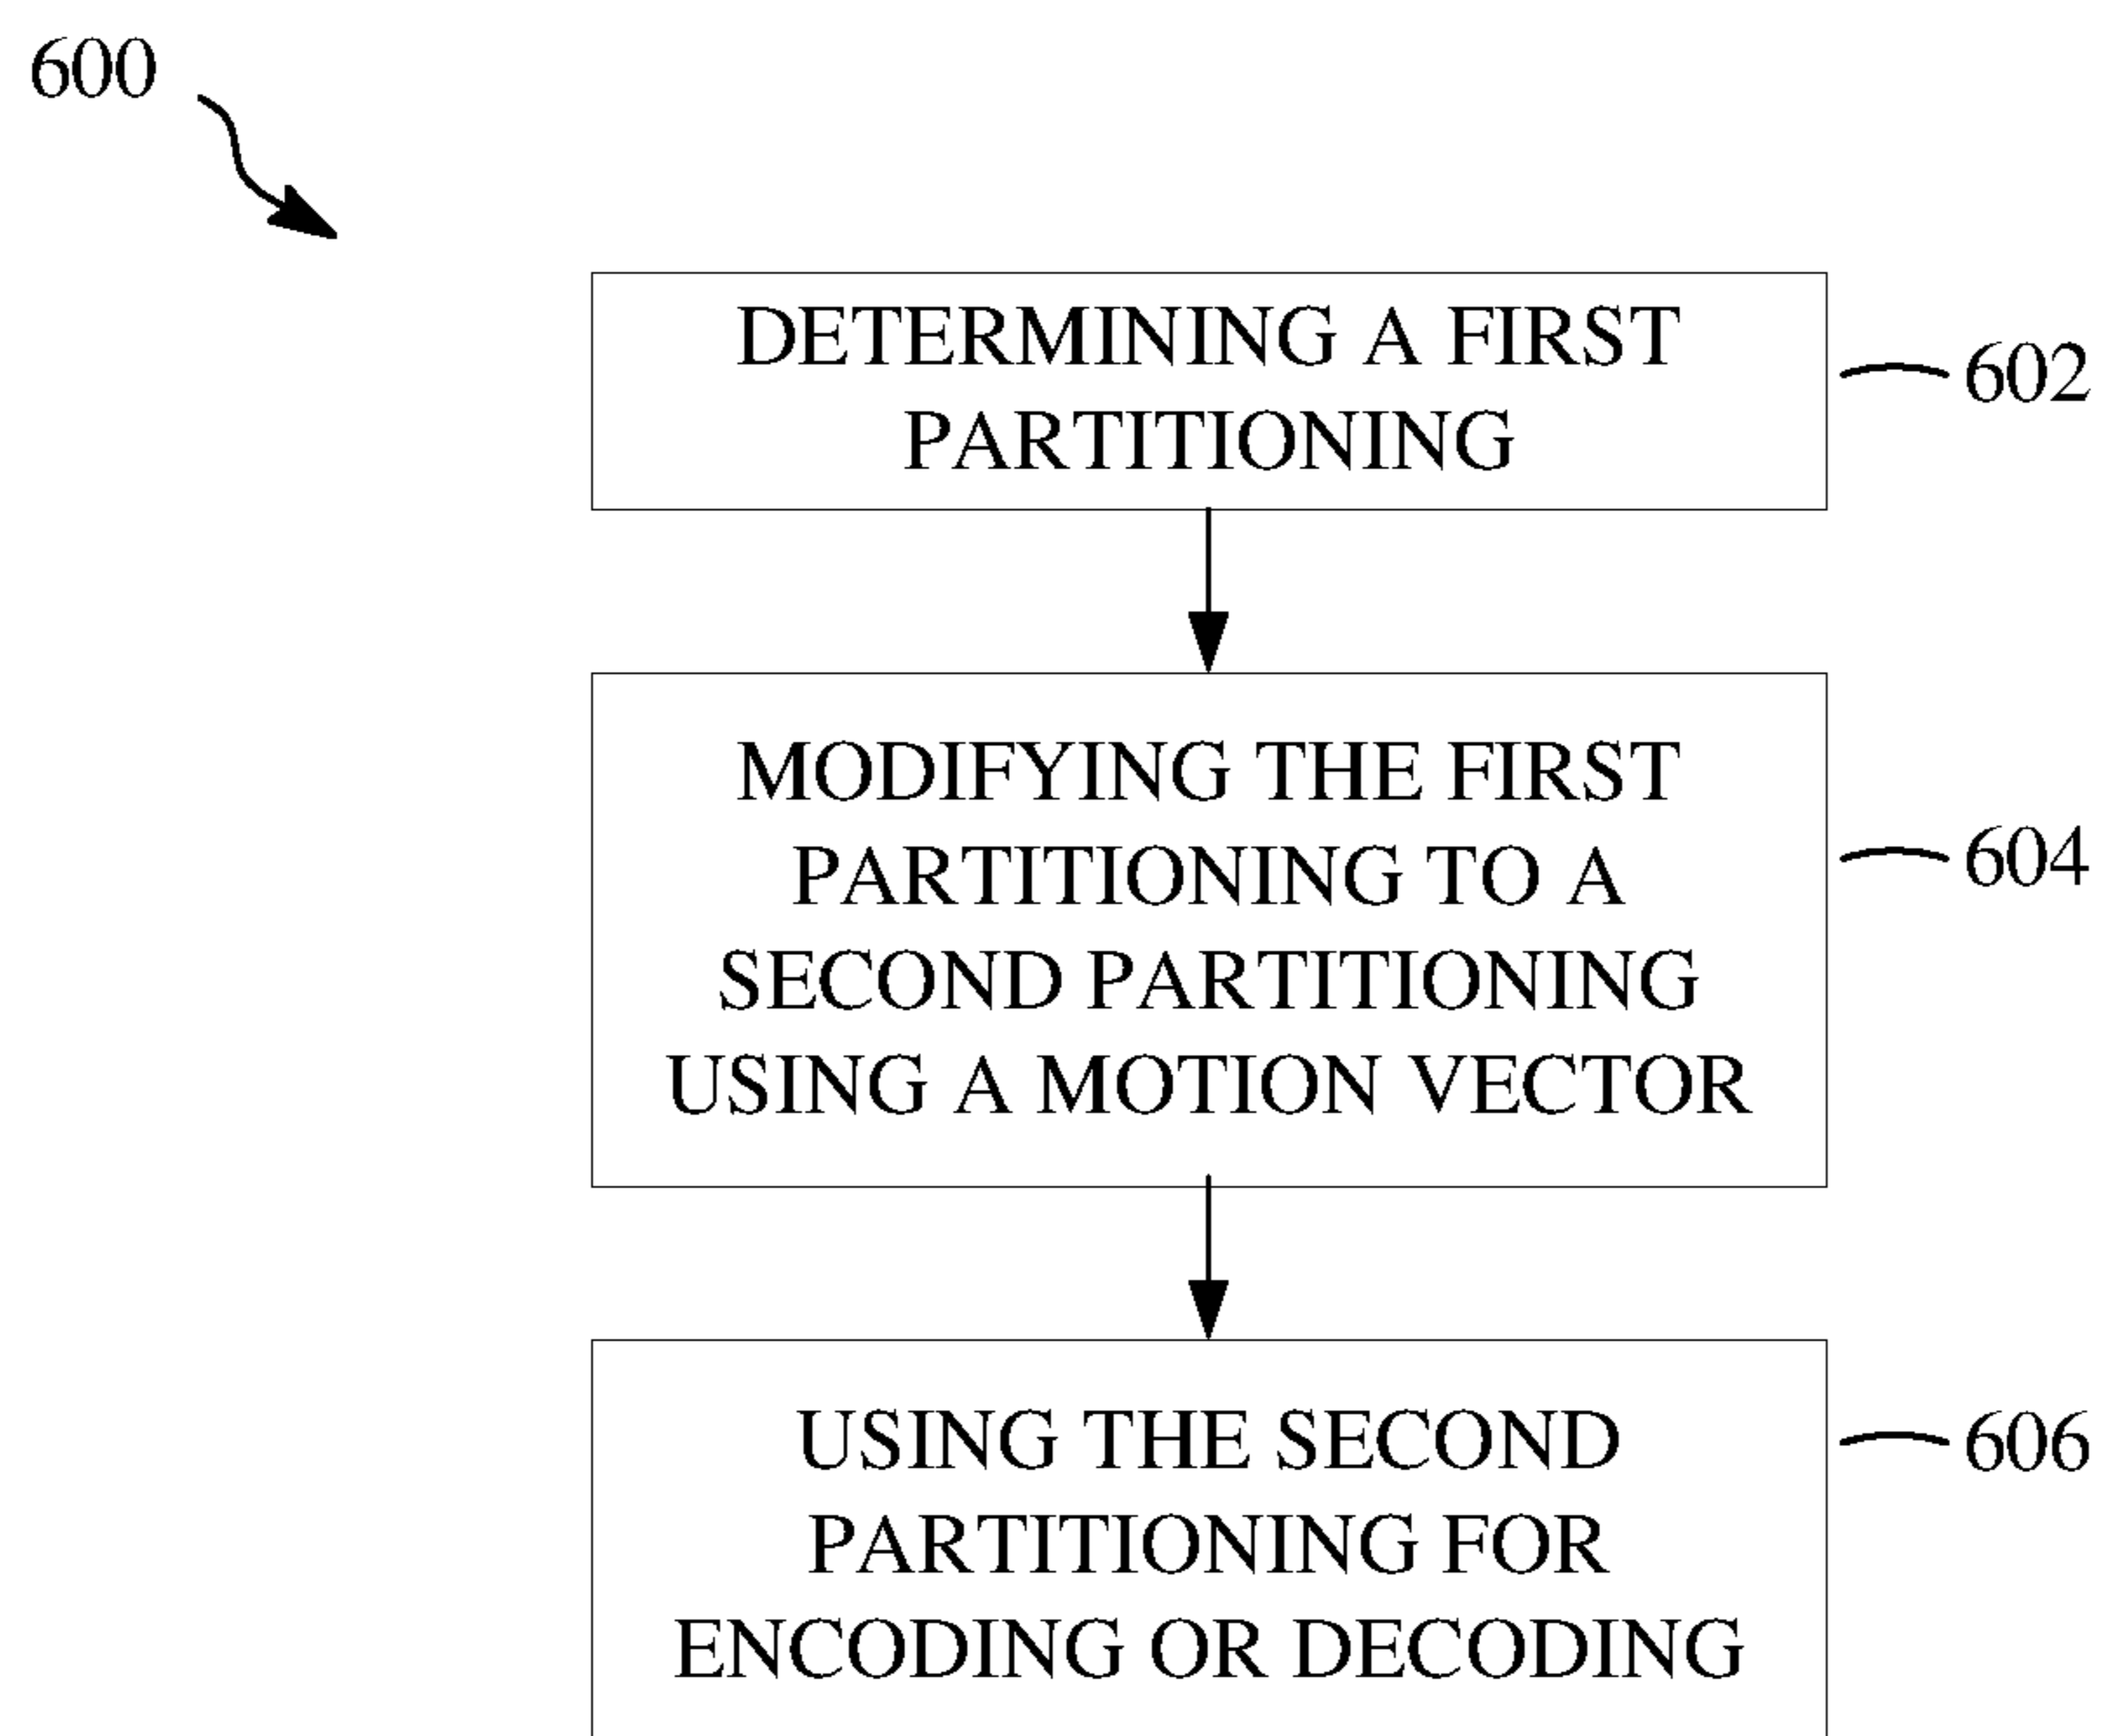 600
DETERMINING A FIRST
PARTITIONING
602
MODIFYING THE FIRST
PARTITIONING TO A
SECOND PARTITIONING
USING A MOTION VECTOR
604
USING THE SECOND
PARTITIONING FOR
ENCODING OR DECODING
606